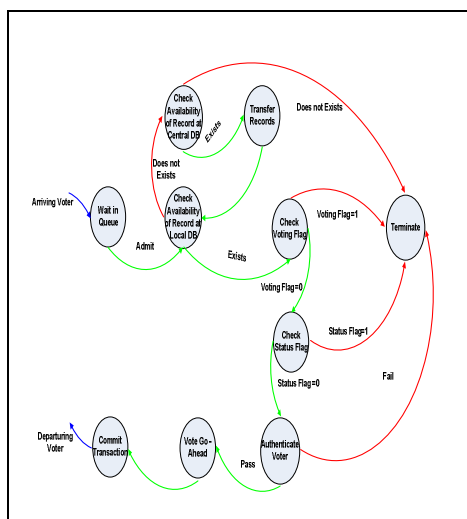 Check
Availability
of Record at
Central DB
Transfer
Records
Exists
Does not Exists
Does not
Exists
Arriving Voter
Wait in
Queue
Admit
Check
Availability
of Record at
Local DB
Exists
Check
Voting Flag
Voting Flag=1
Terminate
Voting Flag=0
Check
Status Flag
Status Flag=1
Status Flag=0
Fail
Departuring
Voter
Commit
Transaction
Vote Go -
Ahead
Pass
Authenticate
Voter